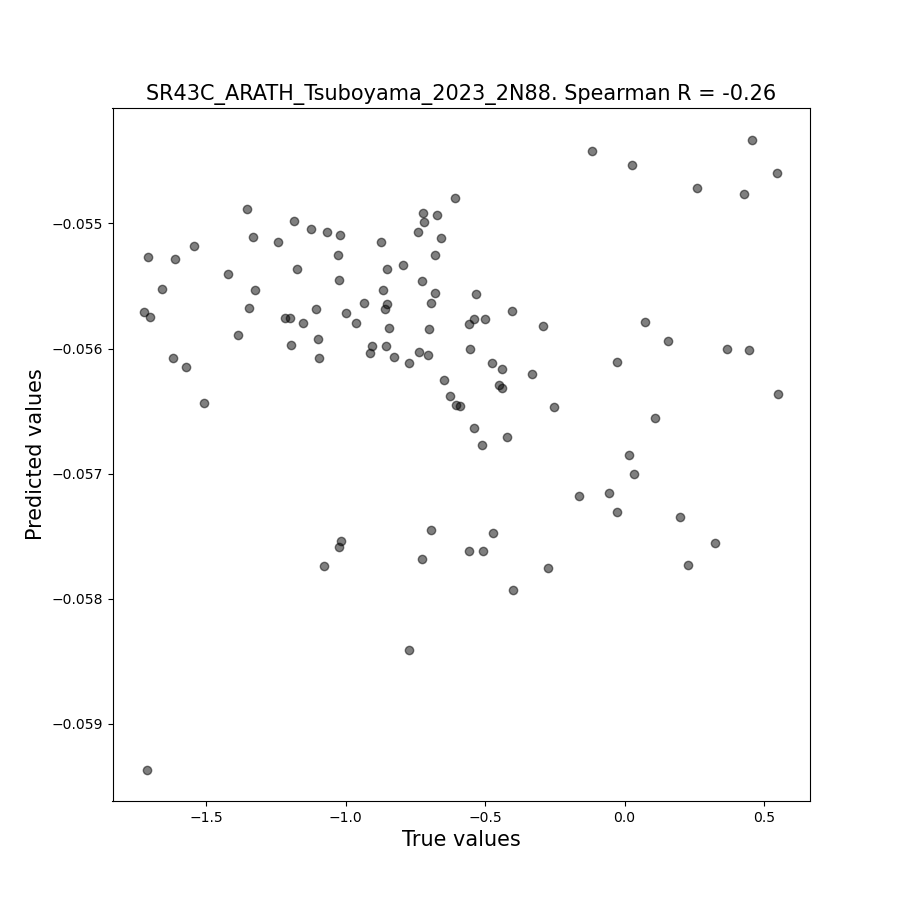 SR43C_ARATH_Tsuboyama_2023_2N88. Spearman R = -0.26
Predicted values
−0.055
−0.056
−0.057
−0.058
−0.059
−1.5 −1.0 −0.5 0.0 0.5
True values